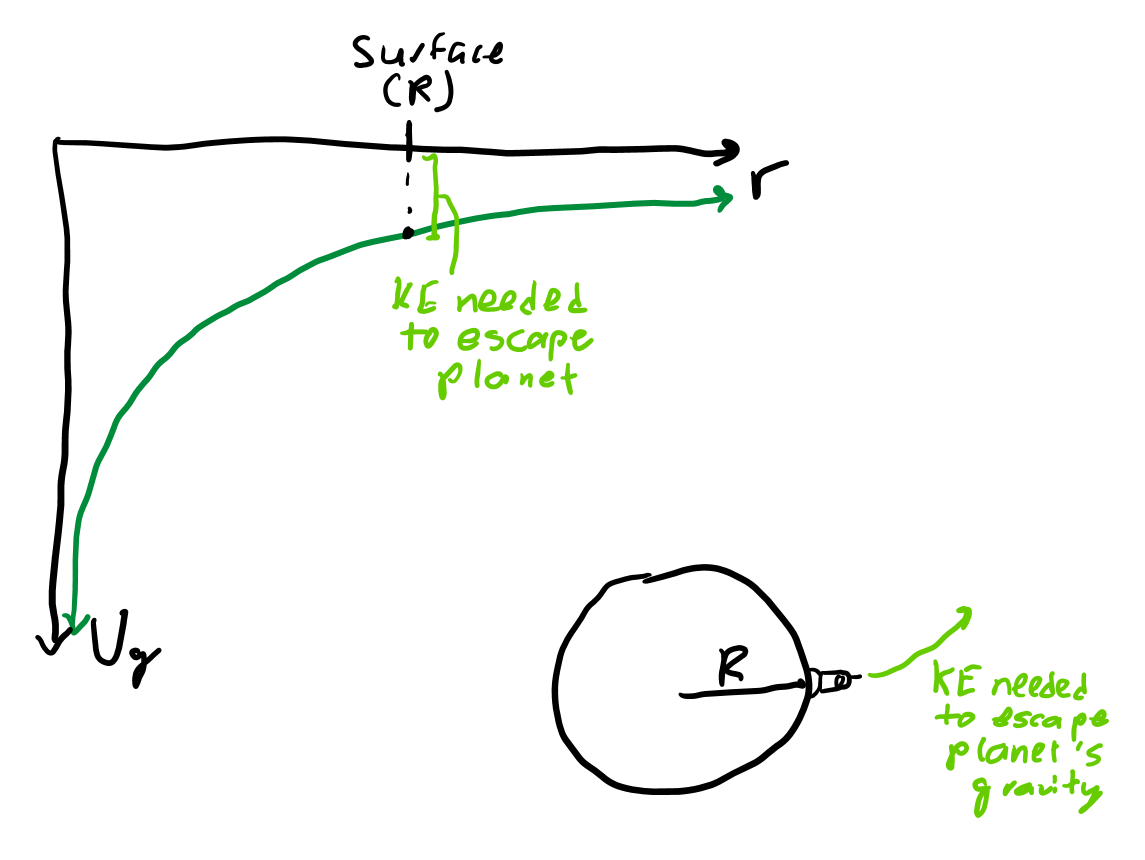 Surface
(R)
r
KE needed
to escape
planet
Ug
R
KE needed
to escape
planet's
gravity